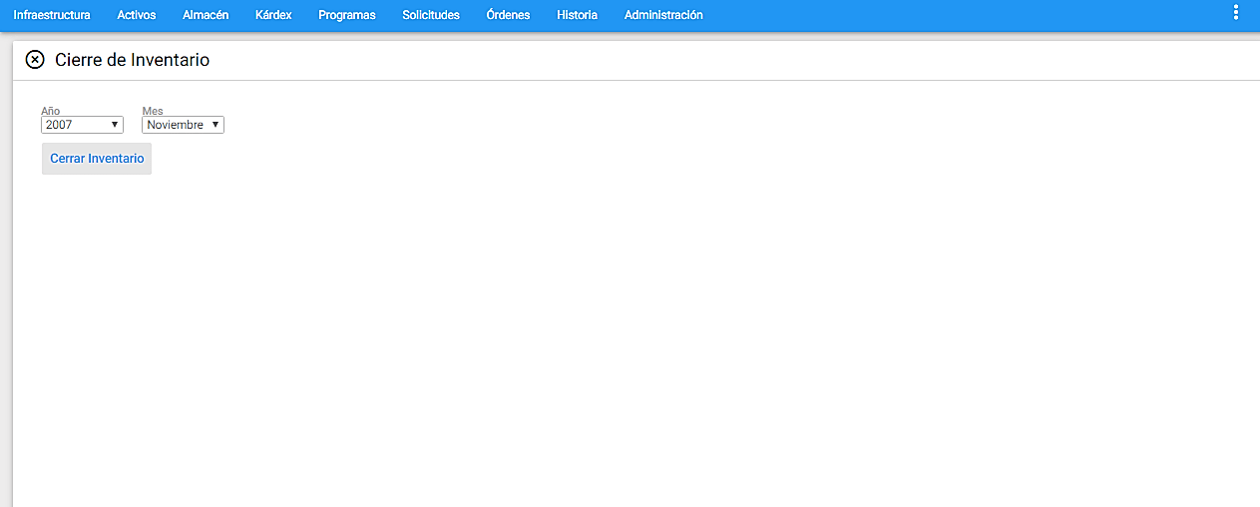 Infraestructura Activos Almacén Kárdex Programas Solicitudes Órdenes Historia Administración
Cierre de Inventario
Año Mes
2007 Noviembre
Cerrar Inventario